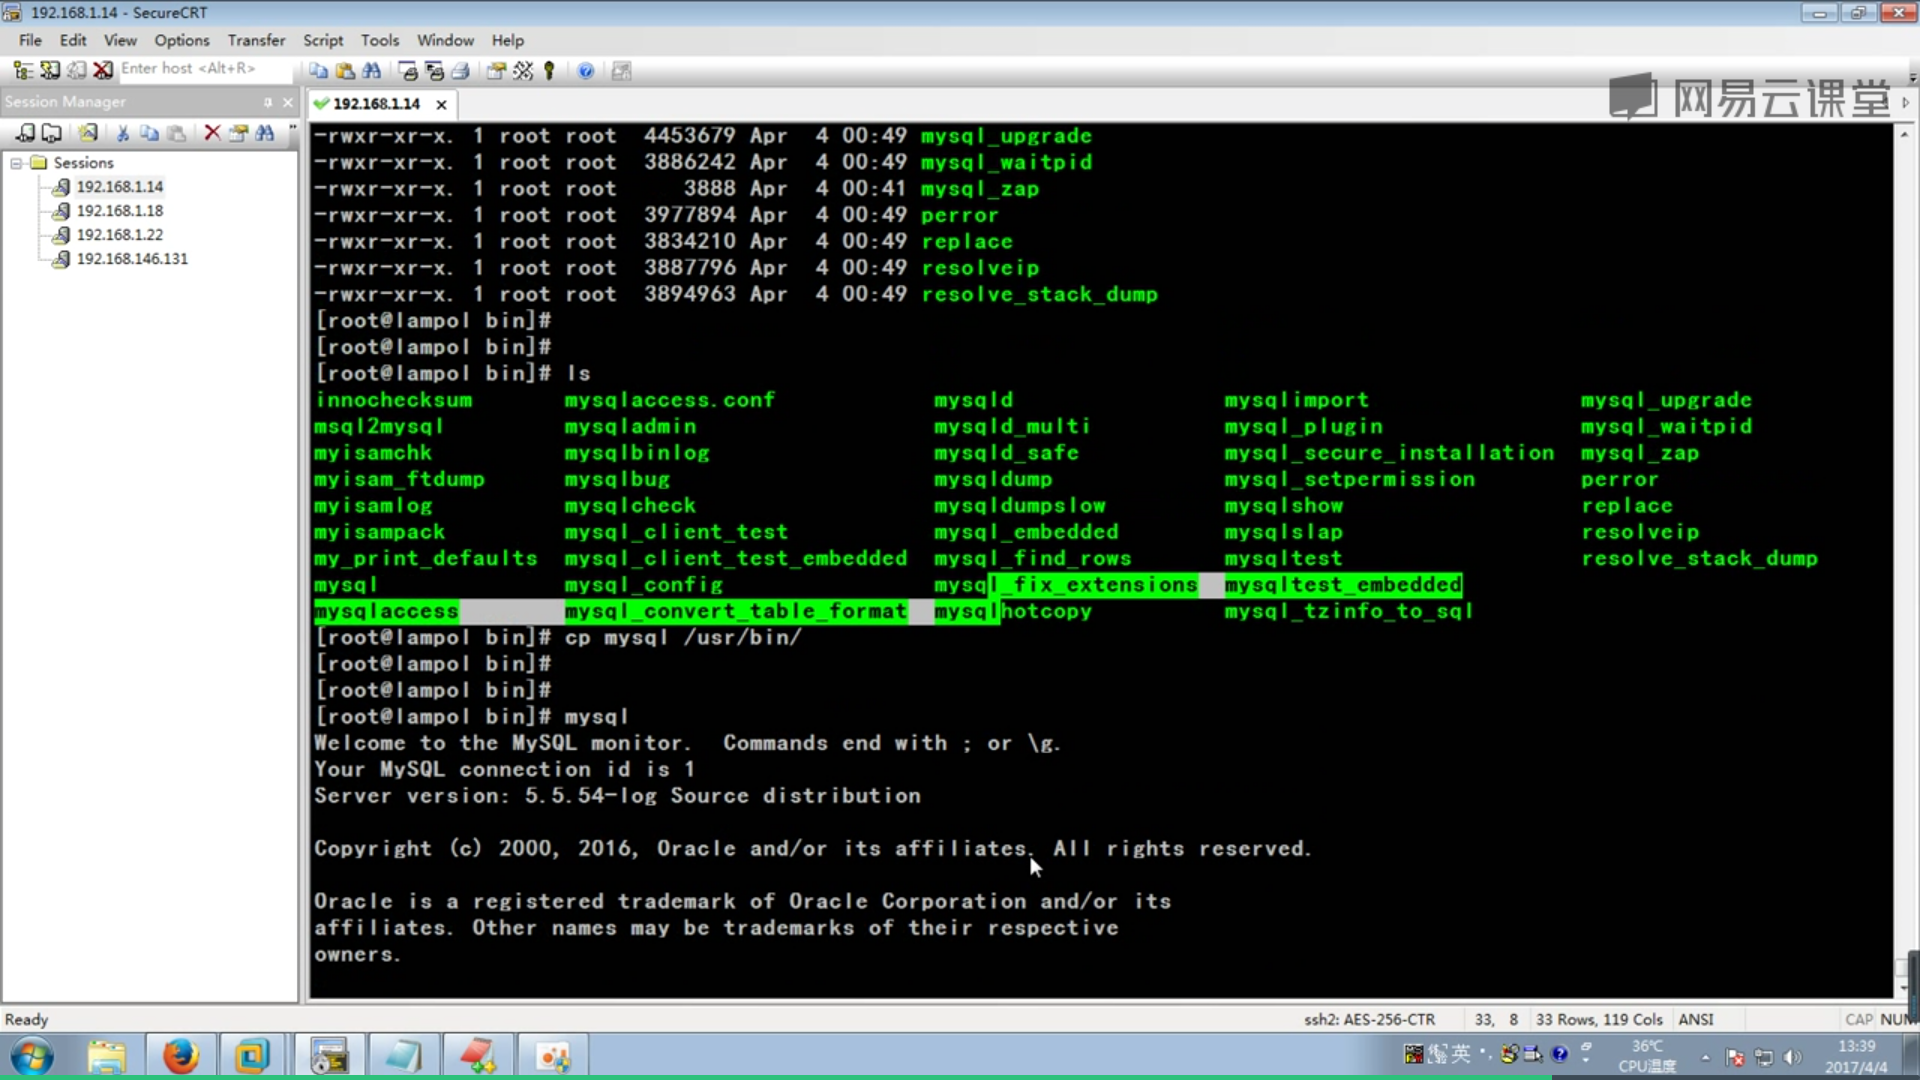 192.168.1.14 - SecureCRT
File Edit View Options Transfer Script Tools Window Help
Enter host <Alt+R>
网易云课堂
Session Manager
192.168.1.14
Sessions
192.168.1.14
192.168.1.18
192.168.1.22
192.168.146.131
-rwxr-xr-x. 1 root root 4453679 Apr 4 00:49 mysql_upgrade
-rwxr-xr-x. 1 root root 3886242 Apr 4 00:49 mysql_waitpid
-rwxr-xr-x. 1 root root 3888 Apr 4 00:41 mysql_zap
-rwxr-xr-x. 1 root root 3977894 Apr 4 00:49 perror
-rwxr-xr-x. 1 root root 3834210 Apr 4 00:49 replace
-rwxr-xr-x. 1 root root 3887796 Apr 4 00:49 resolveip
-rwxr-xr-x. 1 root root 3894963 Apr 4 00:49 resolve_stack_dump
[root@lampol bin]#
[root@lampol bin]#
[root@lampol bin]# ls
innochecksum mysqlaccess.conf mysqld mysqlimport mysql_upgrade
msql2mysql mysqladmin mysqld_multi mysql_plugin mysql_waitpid
myisamchk mysqlbinlog mysqld_safe mysql_secure_installation mysql_zap
myisam_ftdump mysqlbug mysqldump mysql_setpermission perror
myisamlog mysqlcheck mysqldumpslow mysqlshow replace
myisampack mysql_client_test mysql_embedded mysqlslap resolveip
my_print_defaults mysql_client_test_embedded mysql_find_rows mysqltest resolve_stack_dump
mysql mysql_config mysql_fix_extensions mysqltest_embedded
mysqlaccess mysql_convert_table_format mysqlhotcopy mysql_tzinfo_to_sql
[root@lampol bin]# cp mysql /usr/bin/
[root@lampol bin]#
[root@lampol bin]#
[root@lampol bin]# mysql
Welcome to the MySQL monitor. Commands end with ; or \g.
Your MySQL connection id is 1
Server version: 5.5.54-log Source distribution
Copyright (c) 2000, 2016, Oracle and/or its affiliates. All rights reserved.
Oracle is a registered trademark of Oracle Corporation and/or its
affiliates. Other names may be trademarks of their respective
owners.
Ready
ssh2: AES-256-CTR 33, 8 33 Rows, 119 Cols ANSI CAP NUM
英
36℃
CPU温度
13:39
2017/4/4